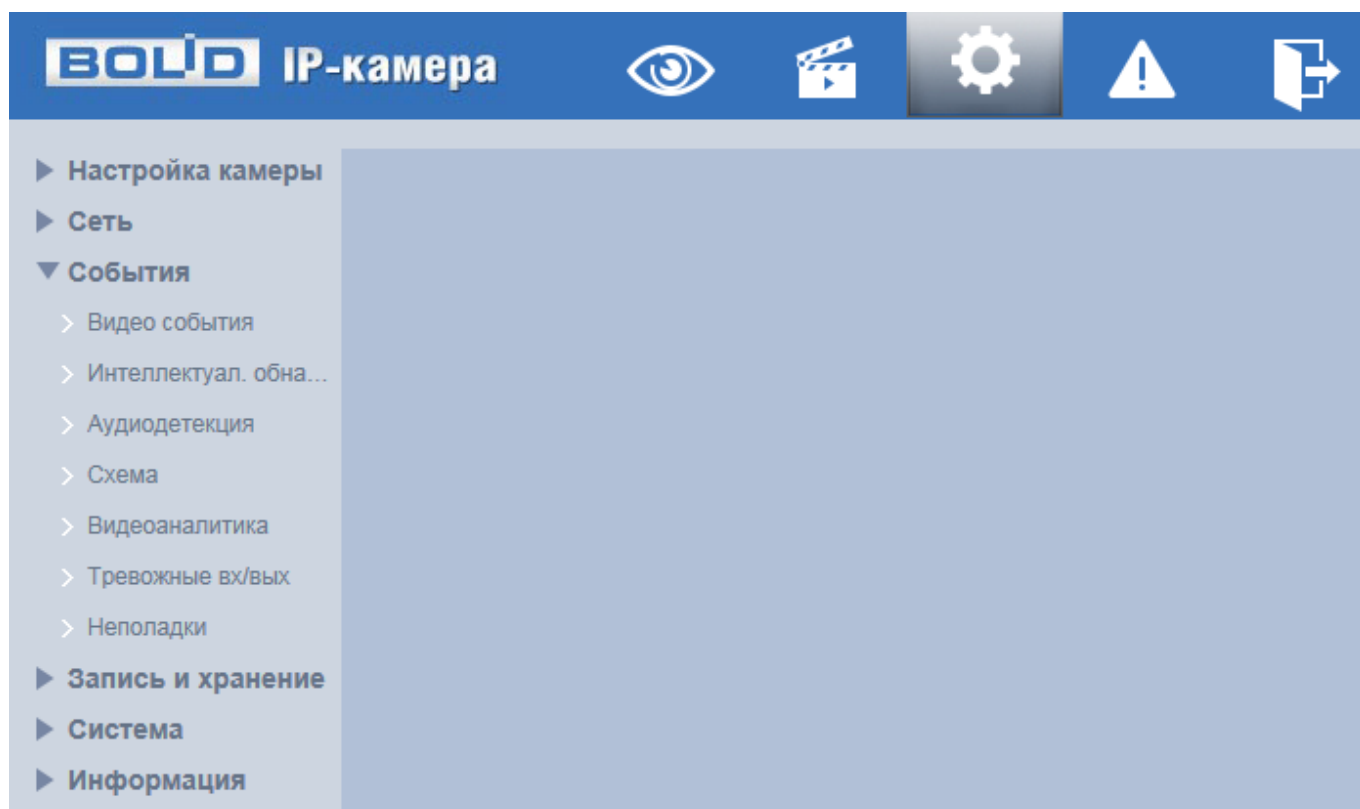 BOLID IP-камера
Настройка камеры
Сеть
События
Видео события
Интеллектуал. обна...
Аудиодетекция
Схема
Видеоаналитика
Тревожные вх/вых
Неполадки
Запись и хранение
Система
Информация